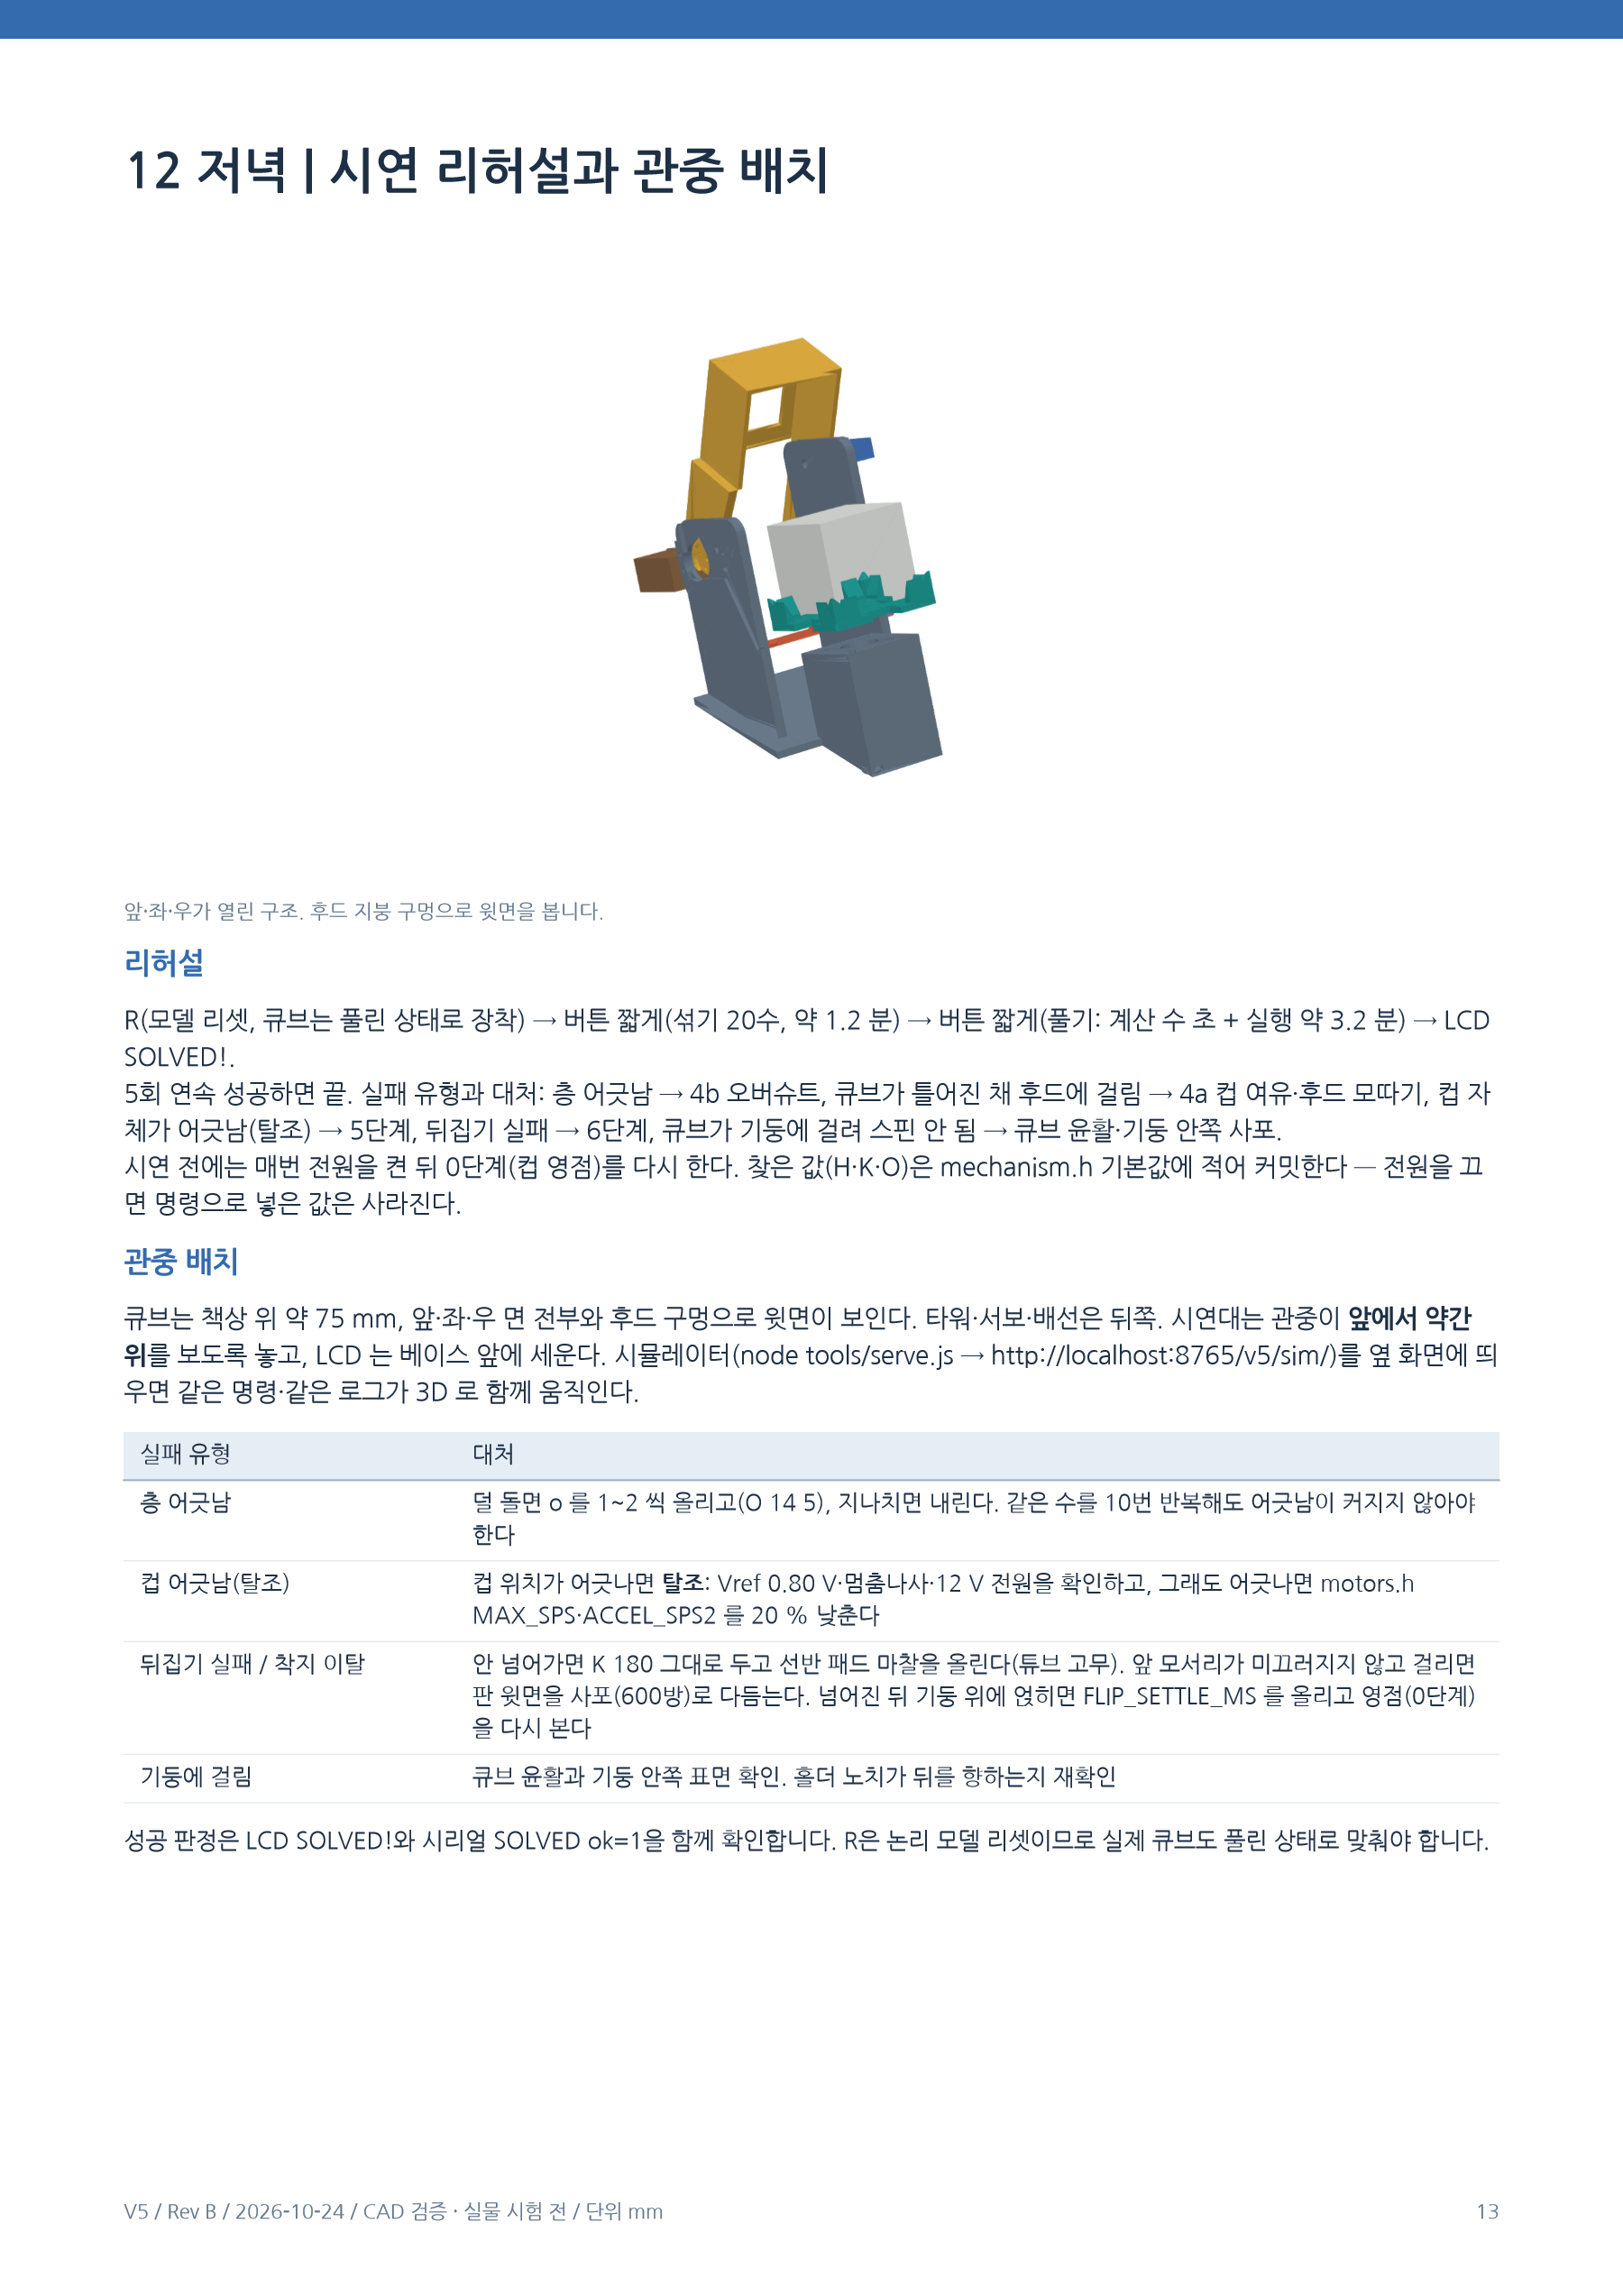 12 저녁 | 시연 리허설과 관중 배치
앞·좌·우가 열린 구조. 후드 지붕 구멍으로 윗면을 봅니다.
리허설
R(모델 리셋, 큐브는 풀린 상태로 장착) → 버튼 짧게(섞기 20수, 약 1.2 분) → 버튼 짧게(풀기: 계산 수 초 + 실행 약 3.2 분) → LCD
SOLVED!.
5회 연속 성공하면 끝. 실패 유형과 대처: 층 어긋남 → 4b 오버슈트, 큐브가 틀어진 채 후드에 걸림 → 4a 컵 여유·후드 모따기, 컵 자
체가 어긋남(탈조) → 5단계, 뒤집기 실패 → 6단계, 큐브가 기둥에 걸려 스핀 안 됨 → 큐브 윤활·기둥 안쪽 사포.
시연 전에는 매번 전원을 켠 뒤 0단계(컵 영점)를 다시 한다. 찾은 값(H·K·O)은 mechanism.h 기본값에 적어 커밋한다 — 전원을 끄
면 명령으로 넣은 값은 사라진다.
관중 배치
큐브는 책상 위 약 75 mm, 앞·좌·우 면 전부와 후드 구멍으로 윗면이 보인다. 타워·서보·배선은 뒤쪽. 시연대는 관중이 앞에서 약간
위를 보도록 놓고, LCD 는 베이스 앞에 세운다. 시뮬레이터(node tools/serve.js → http://localhost:8765/v5/sim/)를 옆 화면에 띄
우면 같은 명령·같은 로그가 3D 로 함께 움직인다.
실패 유형 대처
층 어긋남 덜 돌면 o 를 1~2 씩 올리고(O 14 5), 지나치면 내린다. 같은 수를 10번 반복해도 어긋남이 커지지 않아야
한다
컵 어긋남(탈조) 컵 위치가 어긋나면 탈조: Vref 0.80 V·멈춤나사·12 V 전원을 확인하고, 그래도 어긋나면 motors.h
MAX_SPS·ACCEL_SPS2 를 20 % 낮춘다
뒤집기 실패 / 착지 이탈 안 넘어가면 K 180 그대로 두고 선반 패드 마찰을 올린다(튜브 고무). 앞 모서리가 미끄러지지 않고 걸리면
판 윗면을 사포(600방)로 다듬는다. 넘어진 뒤 기둥 위에 얹히면 FLIP_SETTLE_MS 를 올리고 영점(0단계)
을 다시 본다
기둥에 걸림 큐브 윤활과 기둥 안쪽 표면 확인. 홀더 노치가 뒤를 향하는지 재확인
성공 판정은 LCD SOLVED!와 시리얼 SOLVED ok=1을 함께 확인합니다. R은 논리 모델 리셋이므로 실제 큐브도 풀린 상태로 맞춰야 합니다.
V5 / Rev B / 2026-10-24 / CAD 검증 · 실물 시험 전 / 단위 mm 13